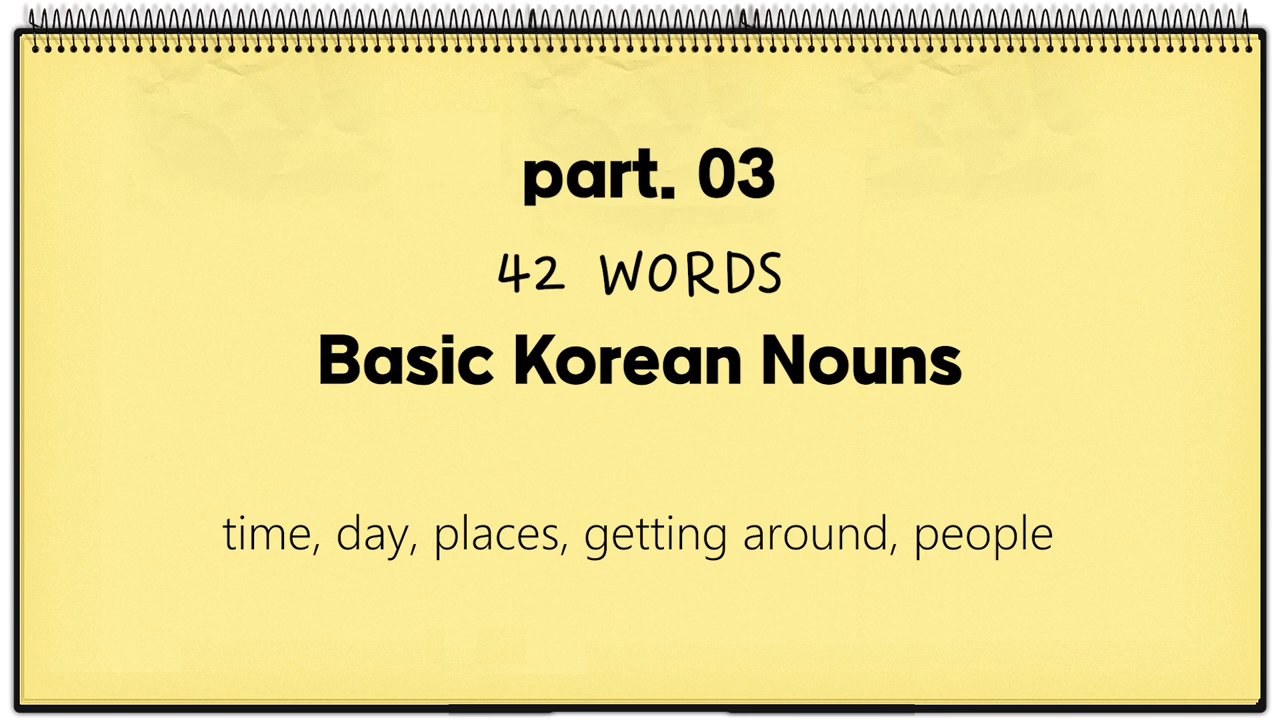 part. 03
42 WORDS
Basic Korean Nouns
time, day, places, getting around, people